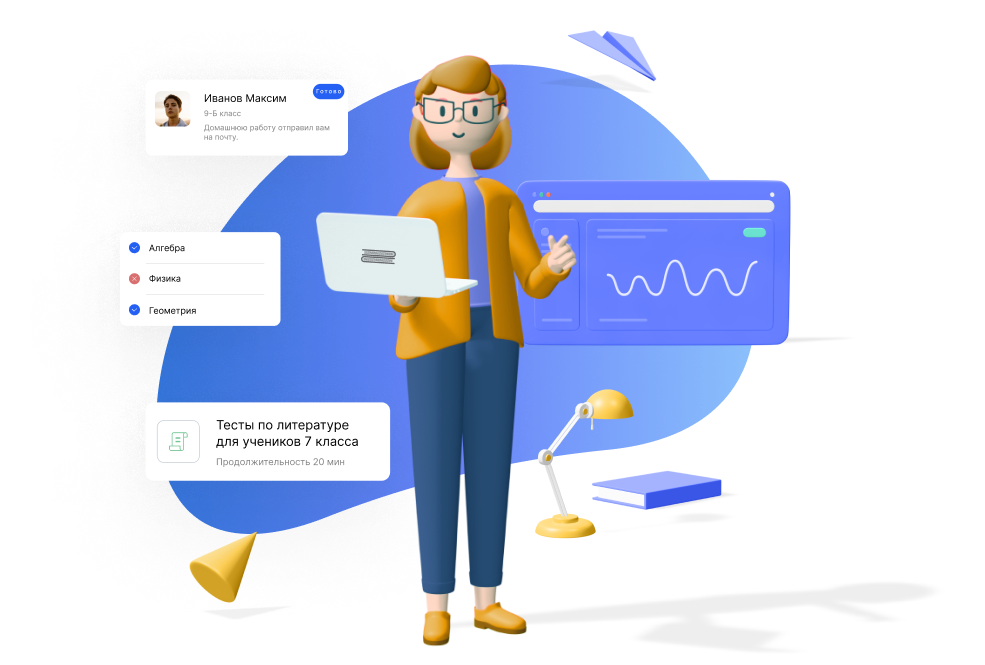 Иванов Максим
Готово
9-Б класс
Домашнюю работу отправил вам
на почту.
Алгебра
Физика
Геометрия
Тесты по литературе
для учеников 7 класса
Продолжительность 20 мин